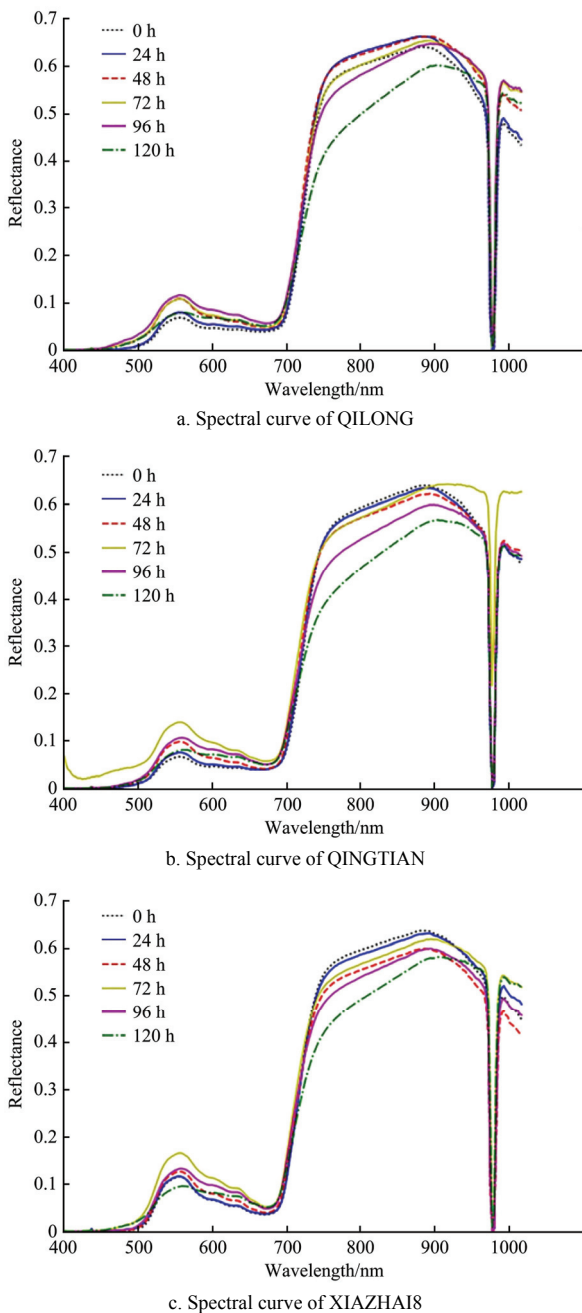 0.7
0 h
24 h
0.6
48 h
72 h
0.5
96 h
120 h
0.4
Reflectance
0.3
0.2
0.1
0
400 500 600 700 800 900 1000
Wavelength/nm
a. Spectral curve of QILONG
0.7
0 h
24 h
0.6
48 h
72 h
0.5
96 h
120 h
0.4
Reflectance
0.3
0.2
0.1
0
400 500 600 700 800 900 1000
Wavelength/nm
b. Spectral curve of QINGTIAN
0.7
0 h
24 h
0.6
48 h
72 h
0.5
96 h
120 h
0.4
Reflectance
0.3
0.2
0.1
0
400 500 600 700 800 900 1000
Wavelength/nm
c. Spectral curve of XIAZHAI8